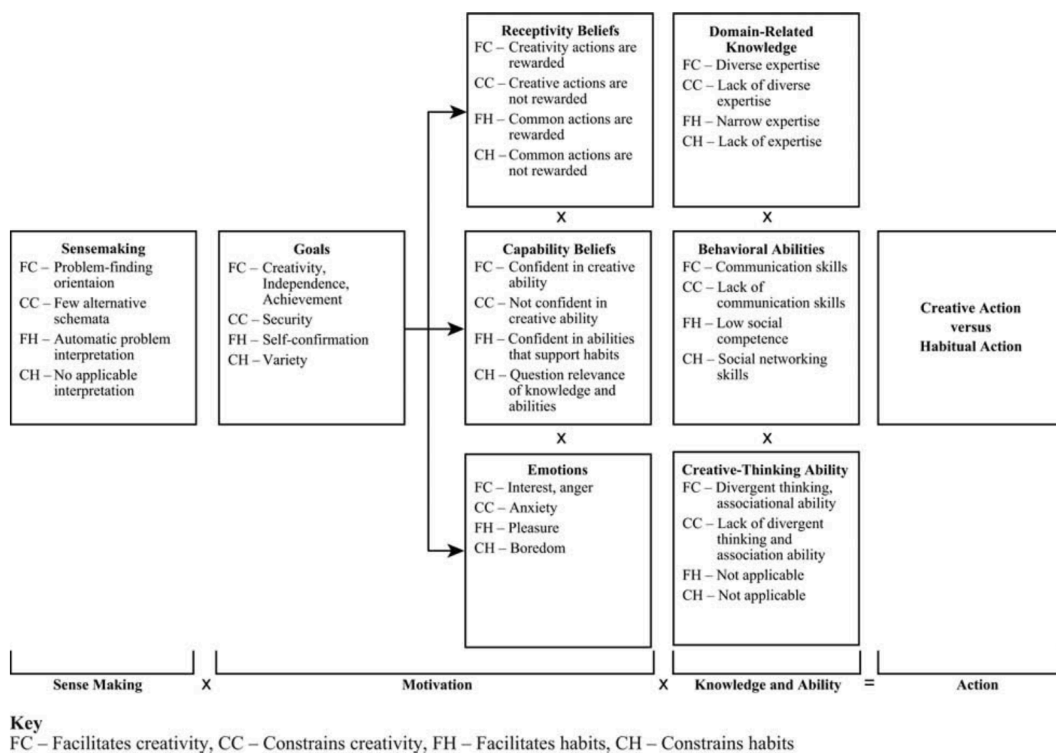 Receptivity Beliefs
FC – Creativity actions are
rewarded
CC – Creative actions are
not rewarded
FH – Common actions are
rewarded
CH – Common actions are
not rewarded
Domain-Related
Knowledge
FC – Diverse expertise
CC – Lack of diverse
expertise
FH – Narrow expertise
CH – Lack of expertise
X
X
Sensemaking
FC – Problem-finding
orientaion
CC – Few alternative
schemata
FH – Automatic problem
interpretation
CH – No applicable
interpretation
Goals
FC – Creativity,
Independence,
Achievement
CC – Security
FH – Self-confirmation
CH – Variety
Capability Beliefs
FC – Confident in creative
ability
CC – Not confident in
creative ability
FH – Confident in abilities
that support habits
CH – Question relevance
of knowledge and
abilities
Behavioral Abilities
FC – Communication skills
CC – Lack of
communication skills
FH – Low social
competence
CH – Social networking
skills
Creative Action
versus
Habitual Action
X
X
Emotions
FC – Interest, anger
CC – Anxiety
FH – Pleasure
CH – Boredom
Creative-Thinking Ability
FC – Divergent thinking,
associational ability
CC – Lack of divergent
thinking and
association ability
FH – Not applicable
CH – Not applicable
Sense Making X Motivation X Knowledge and Ability = Action
Key
FC – Facilitates creativity, CC – Constrains creativity, FH – Facilitates habits, CH – Constrains habits